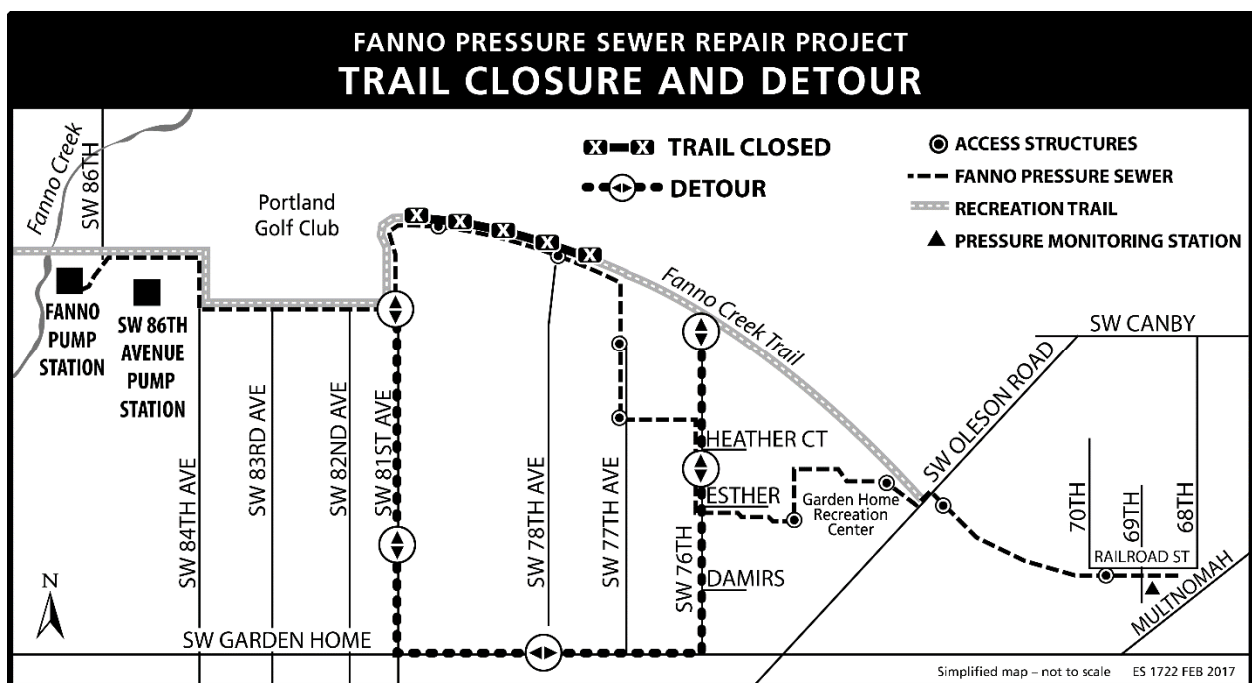 FANNO PRESSURE SEWER REPAIR PROJECT
TRAIL CLOSURE AND DETOUR
Fanno Creek
SW 86TH
Portland
Golf Club
X X TRAIL CLOSED
DETOUR
ACCESS STRUCTURES
FANNO PRESSURE SEWER
RECREATION TRAIL
PRESSURE MONITORING STATION
X X X X X
FANNO
PUMP
STATION
SW 86TH
AVENUE
PUMP
STATION
Fanno Creek Trail
SW CANBY
SW OLESON ROAD
SW 84TH AVE
SW 83RD AVE
SW 82ND AVE
SW 81ST AVE
SW 78TH AVE
SW 77TH AVE
SW 76TH
HEATHER CT
ESTHER
Garden Home
Recreation
Center
DAMIRS
70TH
69TH
68TH
RAILROAD ST
MULTNOMAH
N
SW GARDEN HOME
Simplified map – not to scale ES 1722 FEB 2017